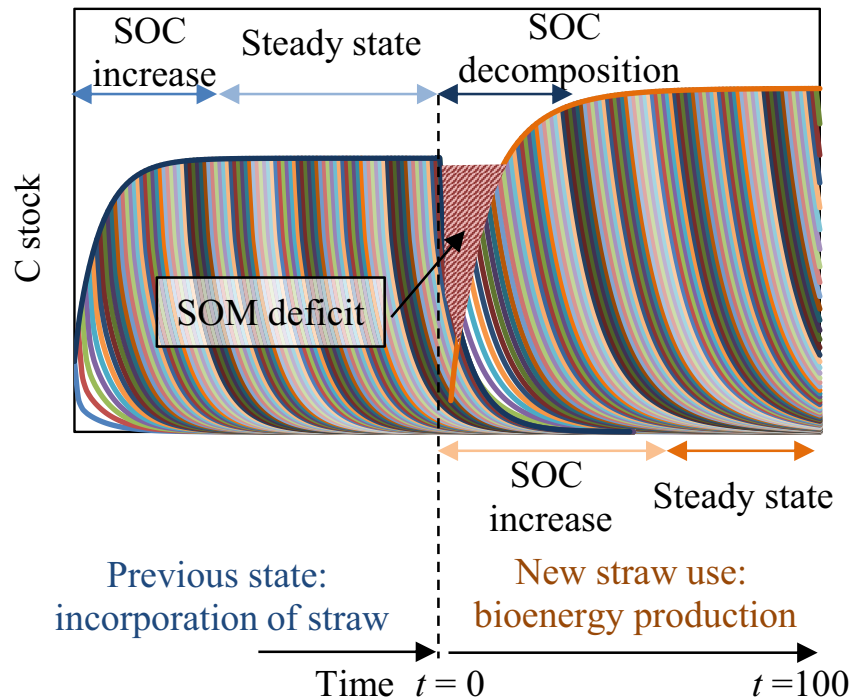 SOC
increase
Steady state
SOC
decomposition
C stock
SOM deficit
SOC
increase
Steady state
Previous state:
incorporation of straw
New straw use:
bioenergy production
Time t = 0
t =100